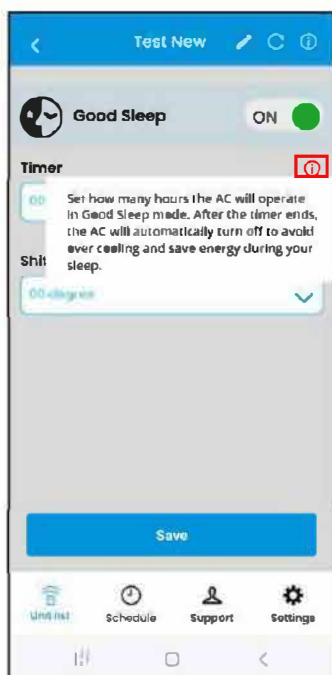 Test New
Good Sleep
ON
Timer
00
Set how many hours the AC will operate
in Good Sleep mode. After the timer ends,
the AC will automatically turn off to avoid
over cooling and save energy during your
sleep.
Shit
00 degree
Save
Unit list
Schedule
Support
Settings